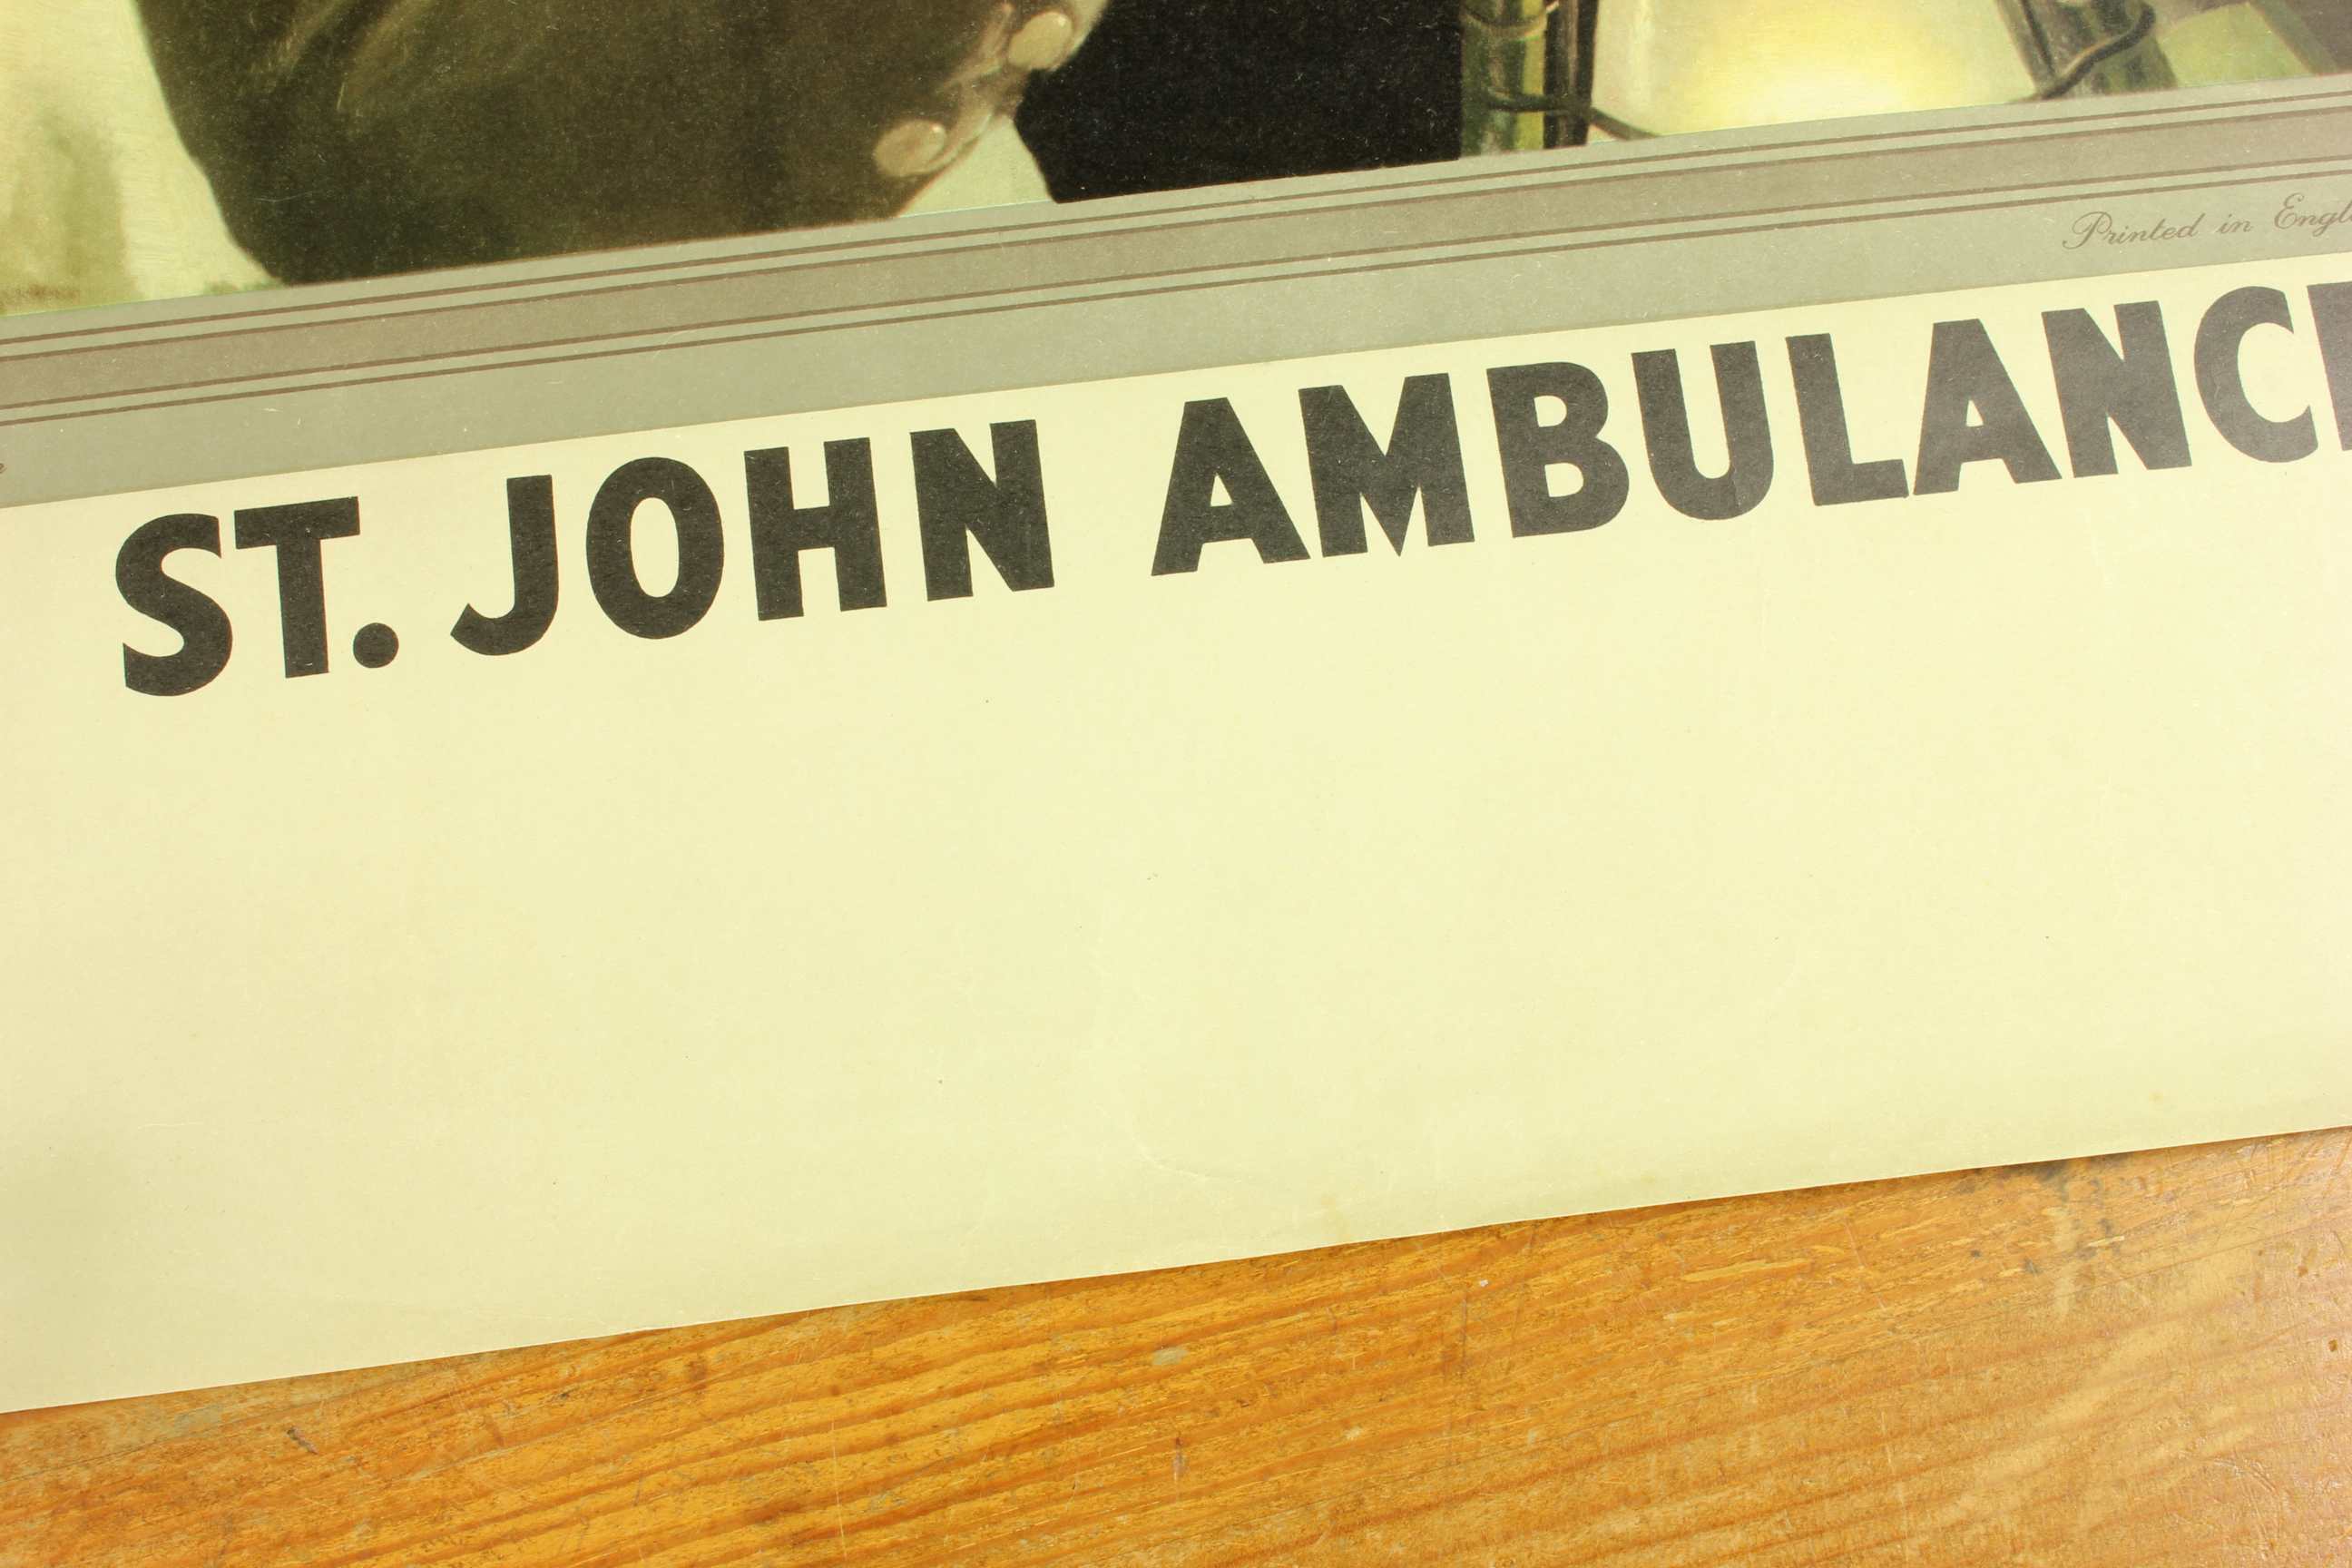 Printed in Engl
ST. JOHN AMBULANC